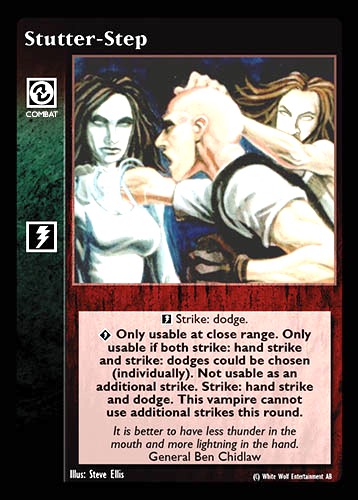 Stutter-Step
COMBAT
Strike: dodge.
Only usable at close range. Only
usable if both strike: hand strike
and strike: dodges could be chosen
(individually). Not usable as an
additional strike. Strike: hand strike
and dodge. This vampire cannot
use additional strikes this round.
It is better to have less thunder in the
mouth and more lightning in the hand.
General Ben Chidlaw
Illus: Steve Ellis
(C) White Wolf Entertainment AB